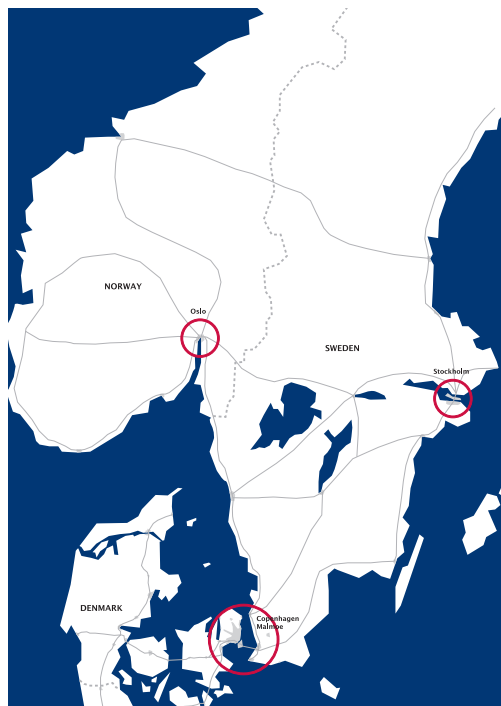 NORWAY
Oslo
SWEDEN
Stockholm
DENMARK
Copenhagen
Malmoe